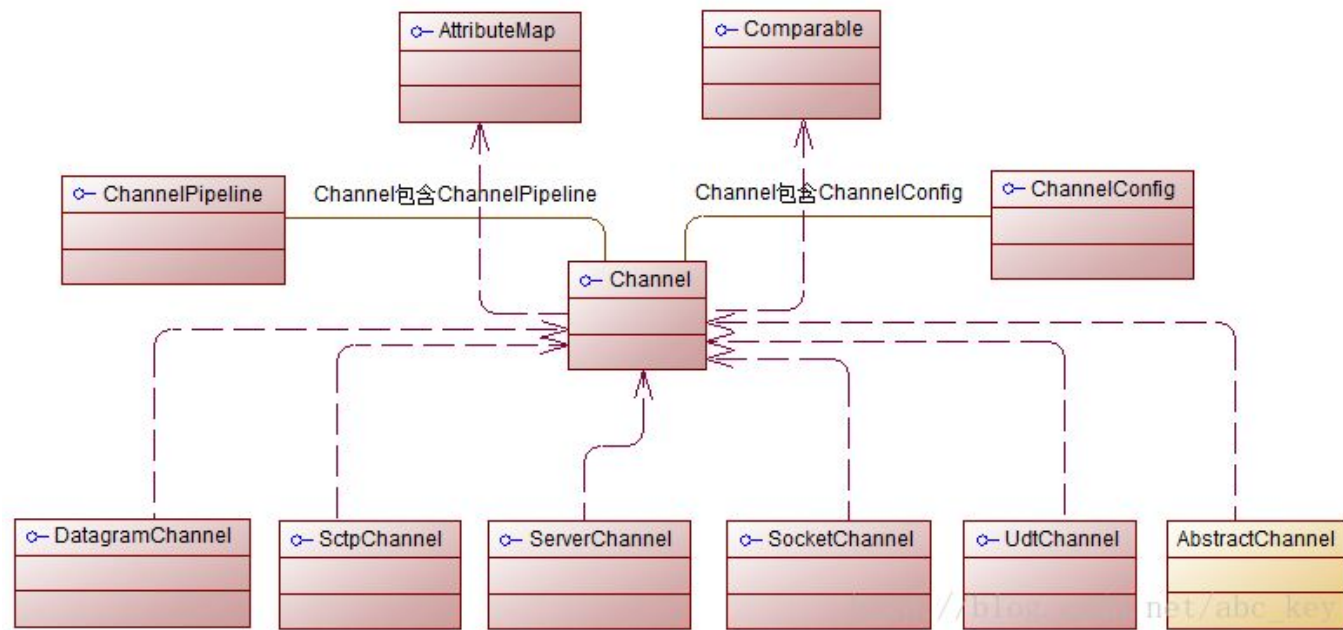 AttributeMap
Comparable
ChannelPipeline
Channel包含ChannelPipeline
Channel包含ChannelConfig
ChannelConfig
Channel
DatagramChannel
SctpChannel
ServerChannel
SocketChannel
UdtChannel
AbstractChannel
//blog. net/abc_key